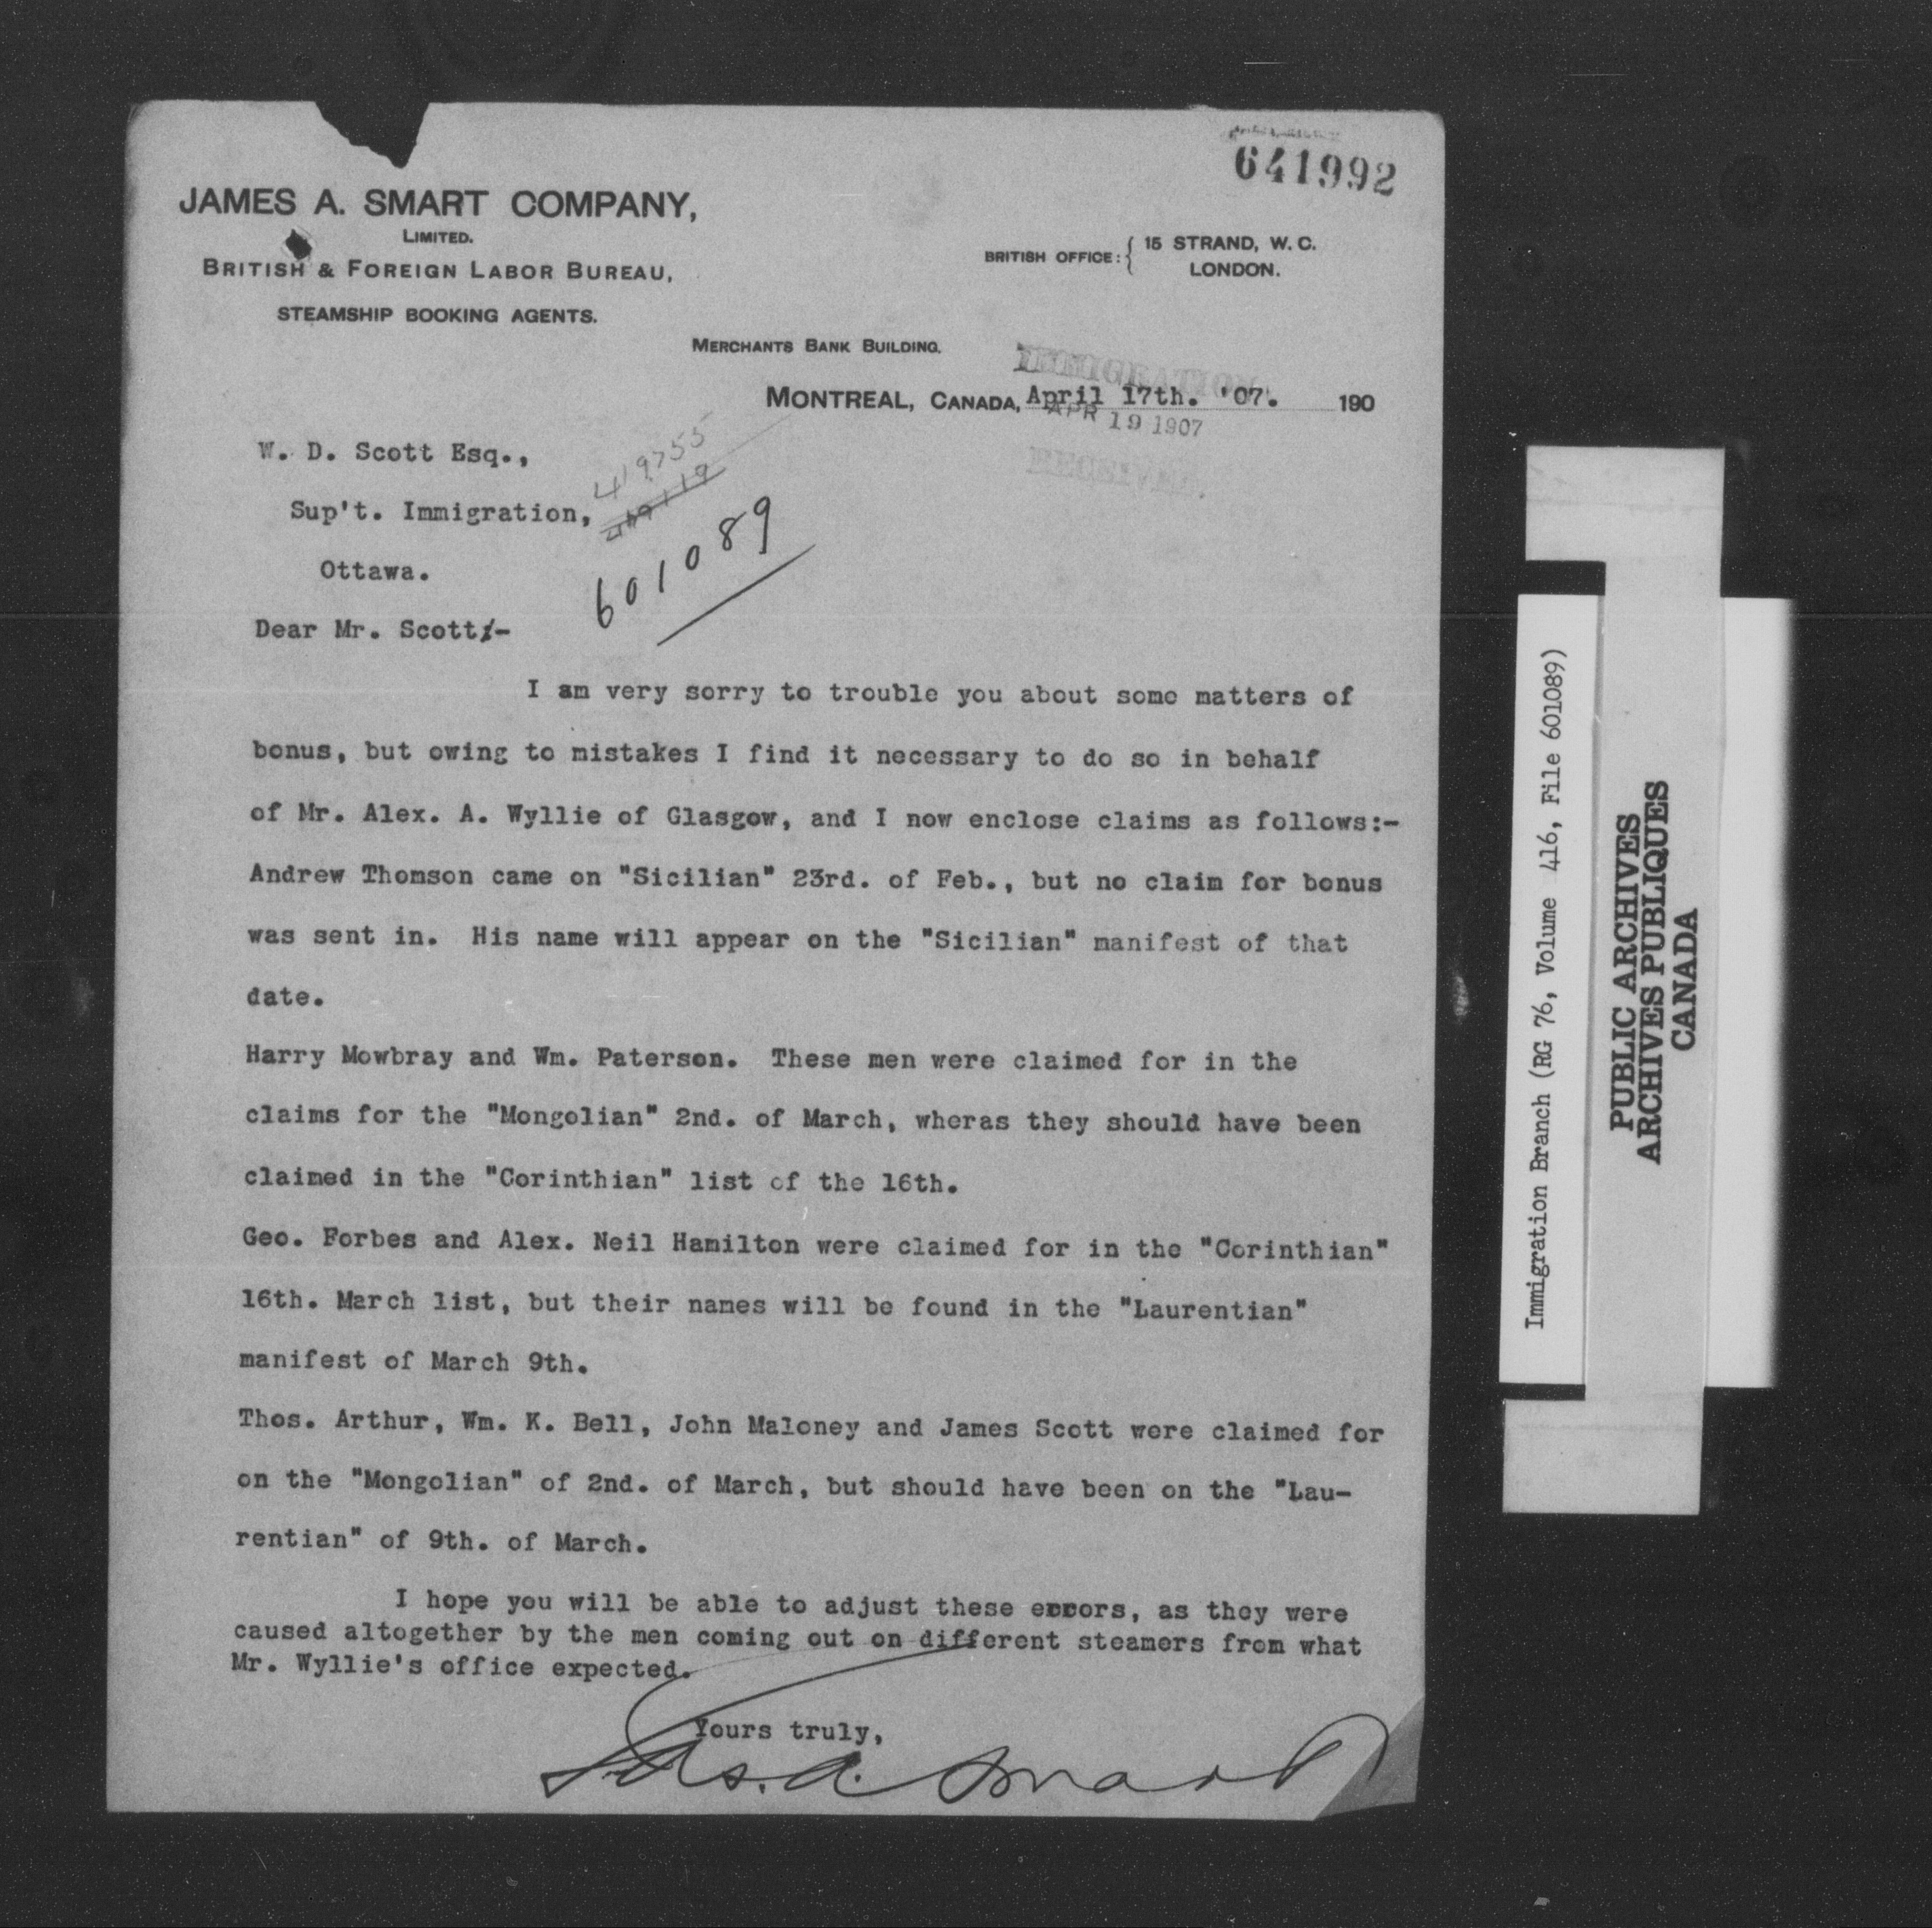 641992
JAMES A. SMART COMPANY,
LIMITED.
BRITISH & FOREIGN LABOR BUREAU,
STEAMSHIP BOOKING AGENTS.
BRITISH OFFICE: { 15 STRAND, W. C.
LONDON.
MERCHANTS BANK BUILDING.
IMMIGRATION
MONTREAL, CANADA, April 17th. '07. 190
APR 19 1907
RECEIVED.
W. D. Scott Esq.,
419755
Sup't. Immigration,
601089
Ottawa.
Dear Mr. Scott:-
I am very sorry to trouble you about some matters of
bonus, but owing to mistakes I find it necessary to do so in behalf
of Mr. Alex. A. Wyllie of Glasgow, and I now enclose claims as follows:-
Andrew Thomson came on "Sicilian" 23rd. of Feb., but no claim for bonus
was sent in. His name will appear on the "Sicilian" manifest of that
date.
Harry Mowbray and Wm. Paterson. These men were claimed for in the
claims for the "Mongolian" 2nd. of March, wheras they should have been
claimed in the "Corinthian" list of the 16th.
Geo. Forbes and Alex. Neil Hamilton were claimed for in the "Corinthian"
16th. March list, but their names will be found in the "Laurentian"
manifest of March 9th.
Thos. Arthur, Wm. K. Bell, John Maloney and James Scott were claimed for
on the "Mongolian" of 2nd. of March, but should have been on the "Lau-
rentian" of 9th. of March.
I hope you will be able to adjust these errors, as they were
caused altogether by the men coming out on different steamers from what
Mr. Wyllie's office expected.
Yours truly,
Jas. A. Smart
Immigration Branch (RG 76, Volume 416, File 601089)
PUBLIC ARCHIVES
ARCHIVES PUBLIQUES
CANADA